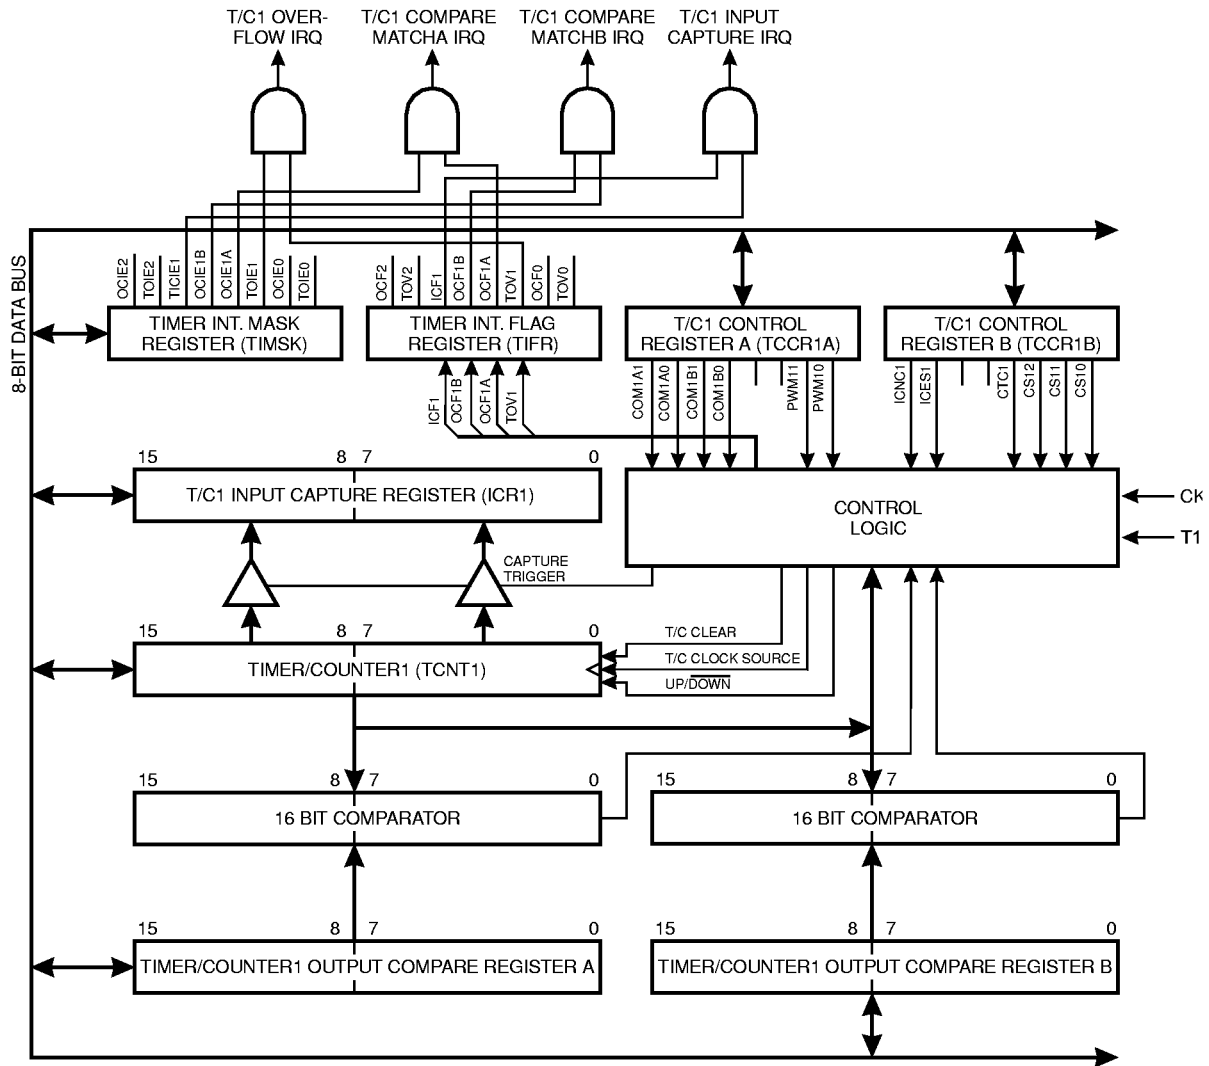 T/C1 OVER-
FLOW IRQ
T/C1 COMPARE
MATCHA IRQ
T/C1 COMPARE
MATCHB IRQ
T/C1 INPUT
CAPTURE IRQ
8-BIT DATA BUS
OCIE2
TOIE2
TICIE1
OCIE1B
OCIE1A
TOIE1
OCIE0
TOIE0
OCF2
TOV2
ICF1
OCF1B
OCF1A
TOV1
OCF0
TOV0
TIMER INT. MASK
REGISTER (TIMSK)
TIMER INT. FLAG
REGISTER (TIFR)
T/C1 CONTROL
REGISTER A (TCCR1A)
T/C1 CONTROL
REGISTER B (TCCR1B)
ICF1
OCF1B
OCF1A
TOV1
COM1A1
COM1A0
COM1B1
COM1B0
PWM11
PWM10
ICNC1
ICES1
CTC1
CS12
CS11
CS10
15 8 7 0
T/C1 INPUT CAPTURE REGISTER (ICR1)
CONTROL
LOGIC
CK
T1
CAPTURE
TRIGGER
15 8 7 0
TIMER/COUNTER1 (TCNT1)
T/C CLEAR
T/C CLOCK SOURCE
UP/DOWN
15 8 7 0
16 BIT COMPARATOR
15 8 7 0
16 BIT COMPARATOR
15 8 7 0
TIMER/COUNTER1 OUTPUT COMPARE REGISTER A
15 8 7 0
TIMER/COUNTER1 OUTPUT COMPARE REGISTER B